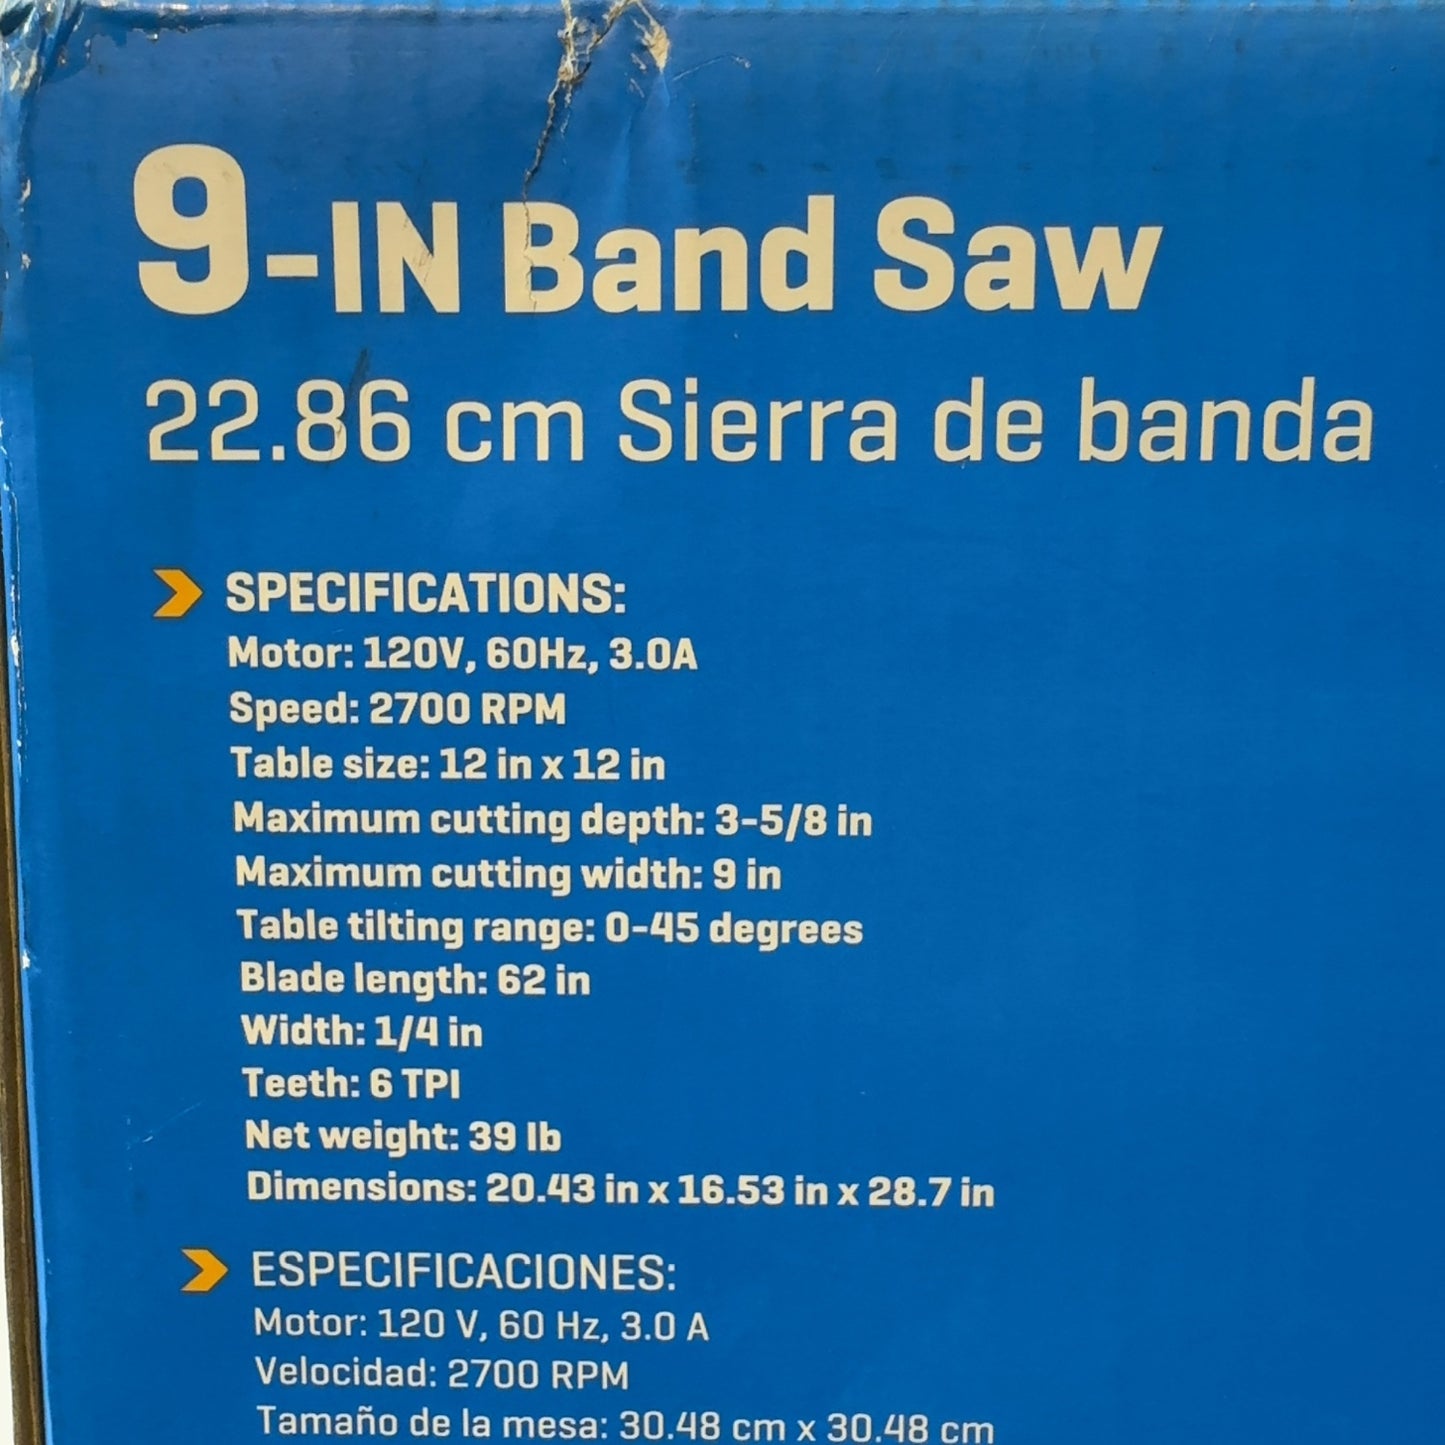 9-IN Band Saw
22.86 cm Sierra de banda
SPECIFICATIONS:
Motor: 120V, 60Hz, 3.0A
Speed: 2700 RPM
Table size: 12 in x 12 in
Maximum cutting depth: 3-5/8 in
Maximum cutting width: 9 in
Table tilting range: 0-45 degrees
Blade length: 62 in
Width: 1/4 in
Teeth: 6 TPI
Net weight: 39 lb
Dimensions: 20.43 in x 16.53 in x 28.7 in
ESPECIFICACIONES:
Motor: 120 V, 60 Hz, 3.0 A
Velocidad: 2700 RPM
Tamaño de la mesa: 30.48 cm x 30.48 cm